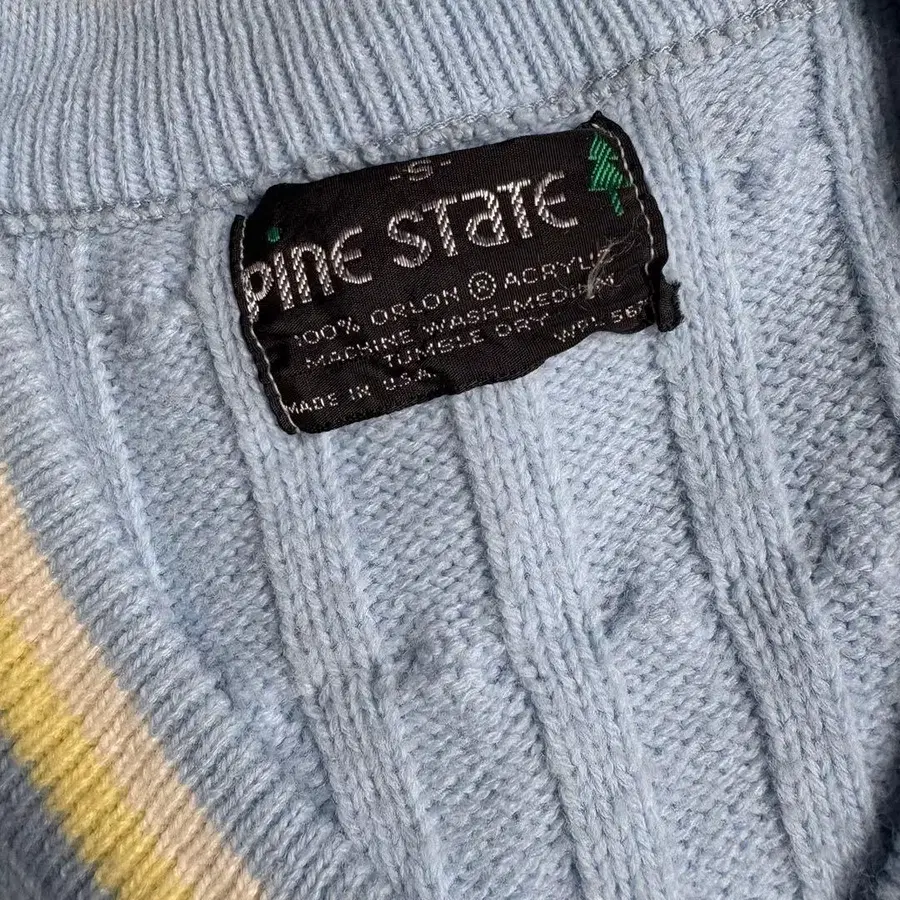 -S-
PINE STATE
100% ORLON ® ACRYLIC
MACHINE WASH-MEDIUM
TUMBLE DRY
MADE IN U.S.A.